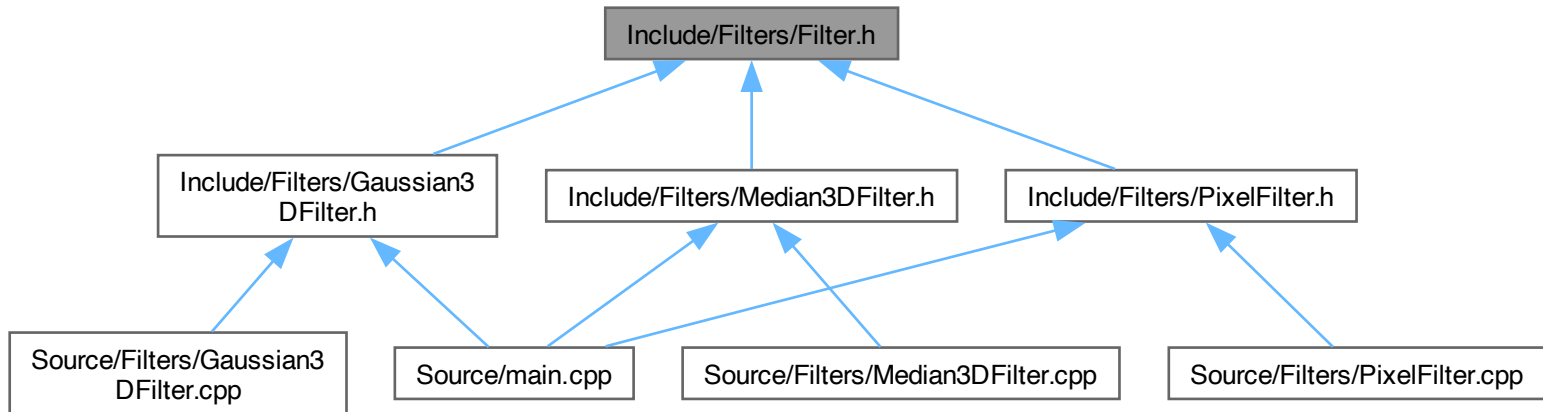 Include/Filters/Filter.h
Include/Filters/Gaussian3
DFilter.h
Include/Filters/Median3DFilter.h
Include/Filters/PixelFilter.h
Source/Filters/Gaussian3
DFilter.cpp
Source/main.cpp
Source/Filters/Median3DFilter.cpp
Source/Filters/PixelFilter.cpp